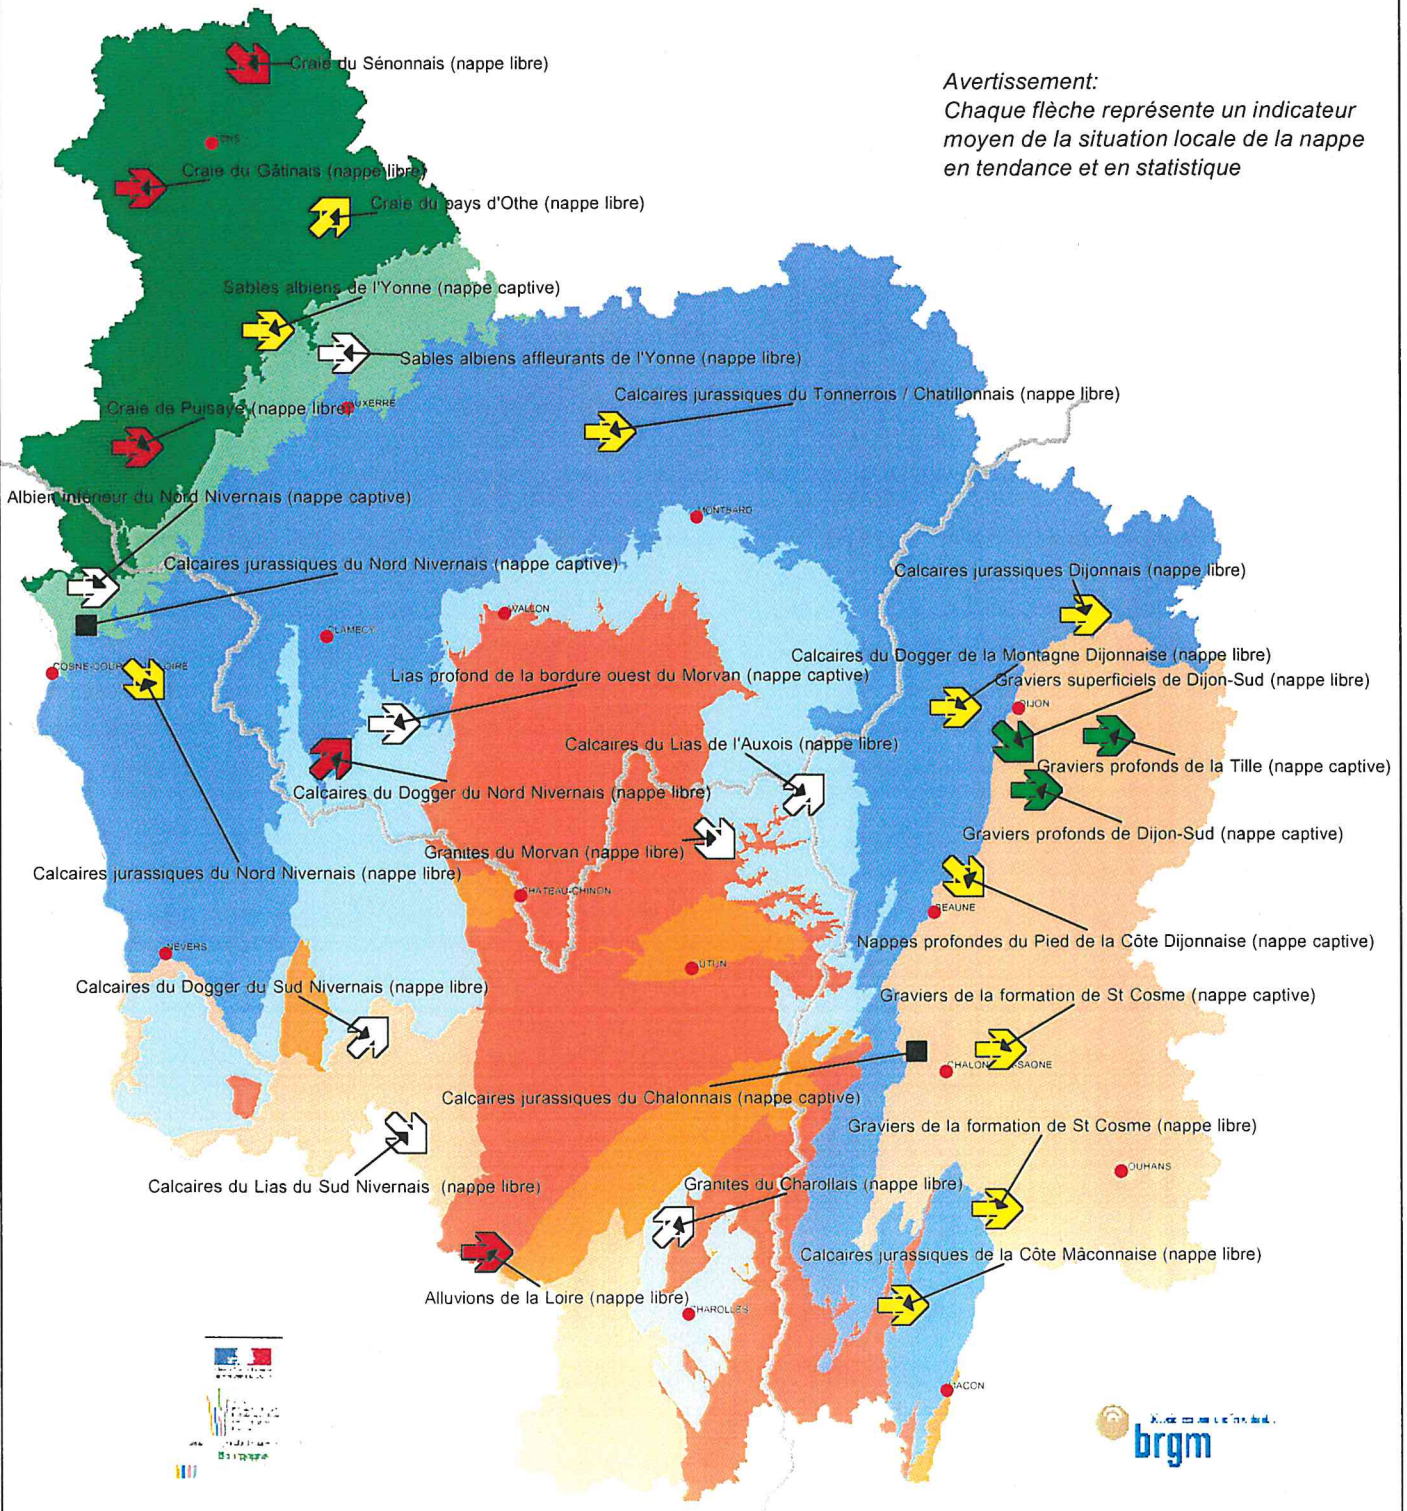 Craie du Sénonnais (nappe libre)
Avertissement:
Chaque flèche représente un indicateur
moyen de la situation locale de la nappe
en tendance et en statistique
Craie du Gâtinais (nappe libre)
Craie du pays d'Othe (nappe libre)
Sables albiens de l'Yonne (nappe captive)
Sables albiens affleurants de l'Yonne (nappe libre)
Calcaires jurassiques du Tonnerrois / Chatillonnais (nappe libre)
Craie de Puisaye (nappe libre)
UXERRE
Albien inférieur du Nord Nivernais (nappe captive)
MONTBARD
Calcaires jurassiques du Nord Nivernais (nappe captive)
Calcaires jurassiques Dijonnais (nappe libre)
VALLON
CLAMECY
Calcaires du Dogger de la Montagne Dijonnaise (nappe libre)
Lias profond de la bordure ouest du Morvan (nappe captive)
Graviers superficiels de Dijon-Sud (nappe libre)
DIJON
Calcaires du Lias de l'Auxois (nappe libre)
Graviers profonds de la Tille (nappe captive)
Calcaires du Dogger du Nord Nivernais (nappe libre)
Graviers profonds de Dijon-Sud (nappe captive)
Granites du Morvan (nappe libre)
Calcaires jurassiques du Nord Nivernais (nappe libre)
CHATEAU-CHINON
BEAUNE
Nappes profondes du Pied de la Côte Dijonnaise (nappe captive)
NEVERS
UTUN
Calcaires du Dogger du Sud Nivernais (nappe libre)
Graviers de la formation de St Cosme (nappe captive)
CHALON SAONE
Calcaires jurassiques du Chalonnais (nappe captive)
Graviers de la formation de St Cosme (nappe libre)
OUHANS
Calcaires du Lias du Sud Nivernais (nappe libre)
Granites du Charollais (nappe libre)
Calcaires jurassiques de la Côte Mâconnaise (nappe libre)
Alluvions de la Loire (nappe libre)
CHAROLLES
MACON
Bourgogne
brgm